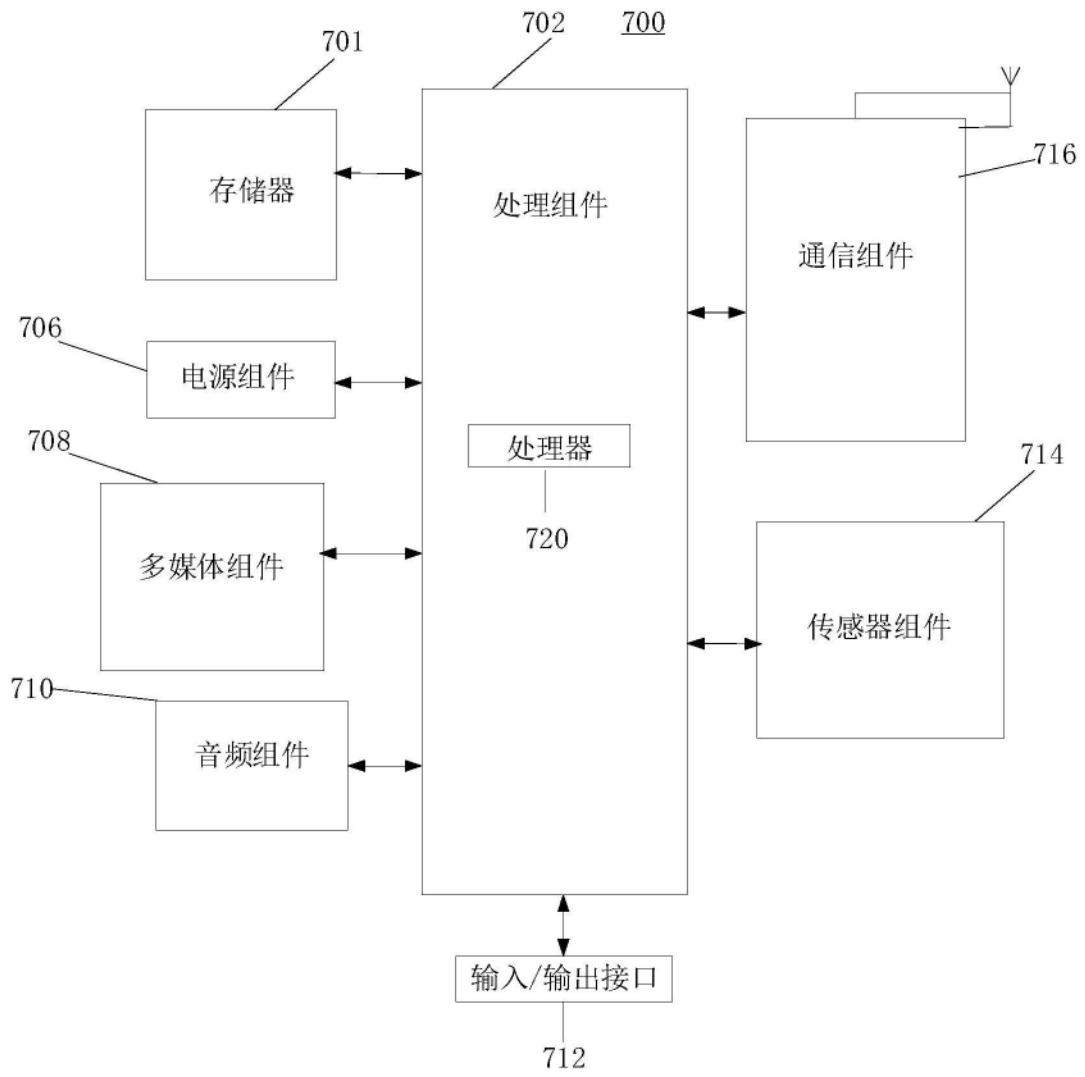 700
702
701
存储器
处理组件
716
通信组件
706
电源组件
708
处理器
720
714
多媒体组件
传感器组件
710
音频组件
输入/输出接口
712